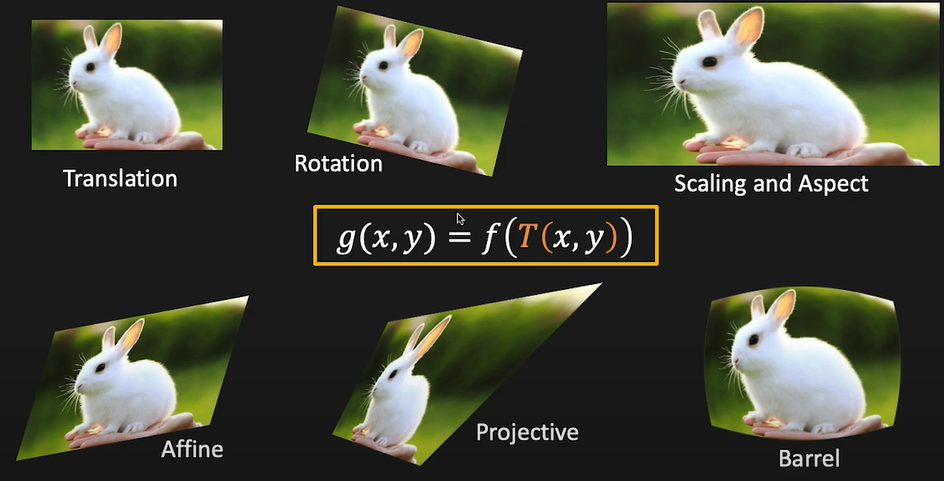 Translation
Rotation
Scaling and Aspect
g(x, y) = f(T(x, y))
Affine
Projective
Barrel